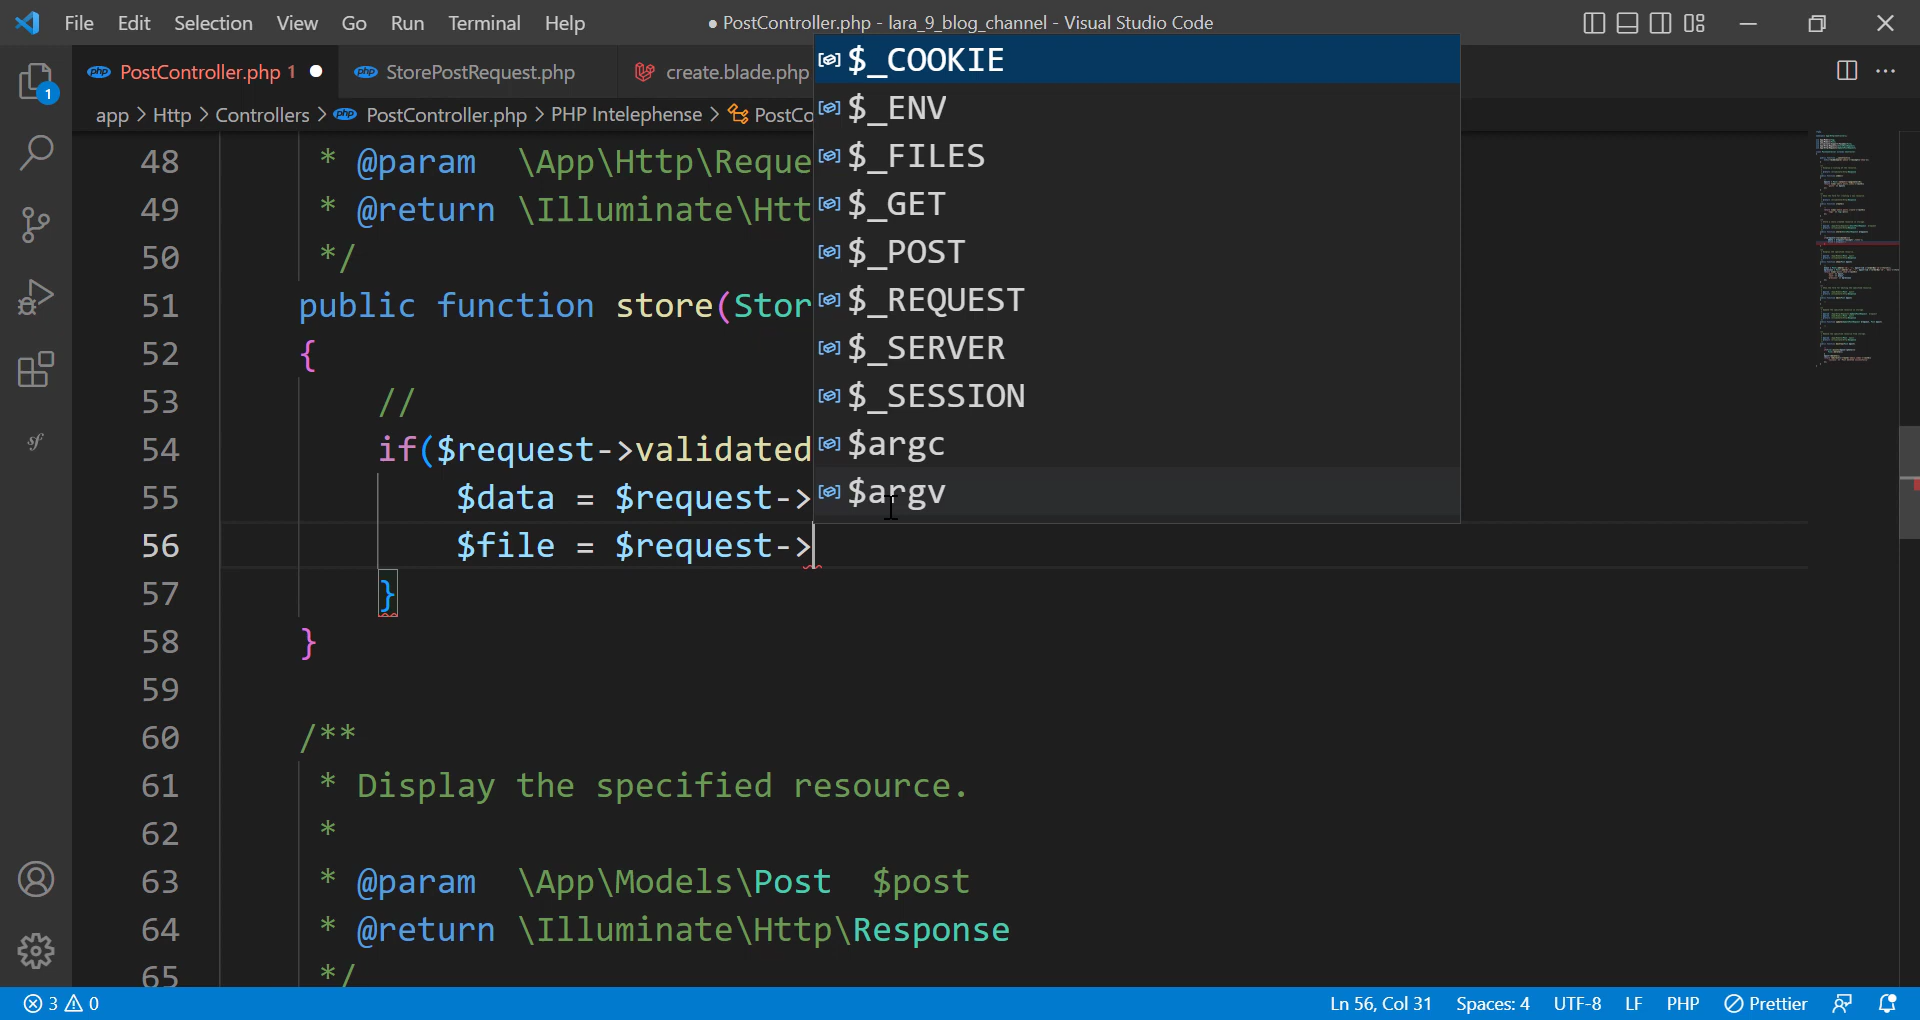 File Edit Selection View Go Run Terminal Help
● PostController.php - lara_9_blog_channel - Visual Studio Code
PostController.php 1 ●
StorePostRequest.php
create.blade.php
app > Http > Controllers > PostController.php > PHP Intelephense > PostCo
1
48 * @param \App\Http\Reque
49 * @return \Illuminate\Htt
50 */
51 public function store(Stor
52 {
53 //
54 if($request->validated
55 $data = $request->
56 $file = $request->
57 }
58 }
59
60 /**
61 * Display the specified resource.
62 *
63 * @param \App\Models\Post $post
64 * @return \Illuminate\Http\Response
65 */
$_COOKIE
$_ENV
$_FILES
$_GET
$_POST
$_REQUEST
$_SERVER
$_SESSION
$argc
$argv
3 0
Ln 56, Col 31 Spaces: 4 UTF-8 LF PHP Prettier